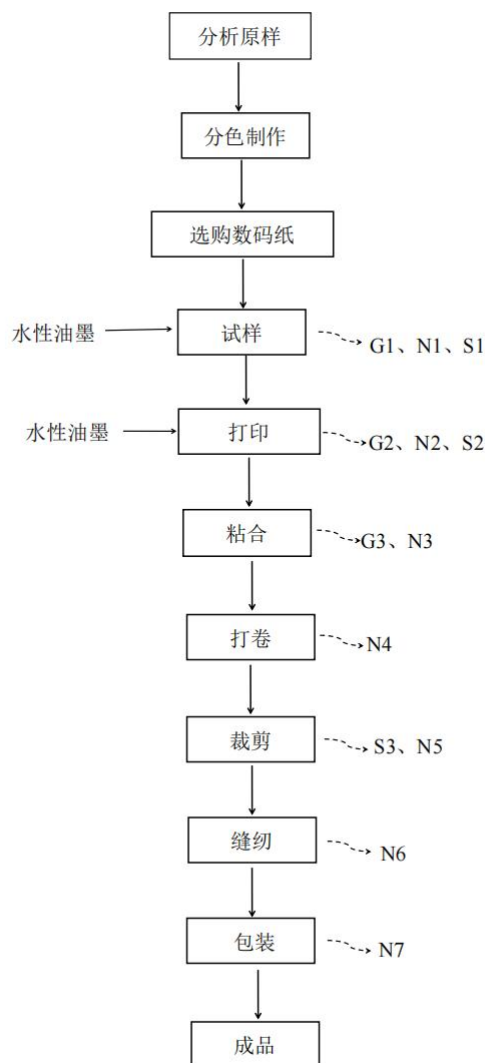 分析原样
分色制作
选购数码纸
水性油墨
试样
G1、N1、S1
水性油墨
打印
G2、N2、S2
粘合
G3、N3
打卷
N4
裁剪
S3、N5
缝纫
N6
包装
N7
成品